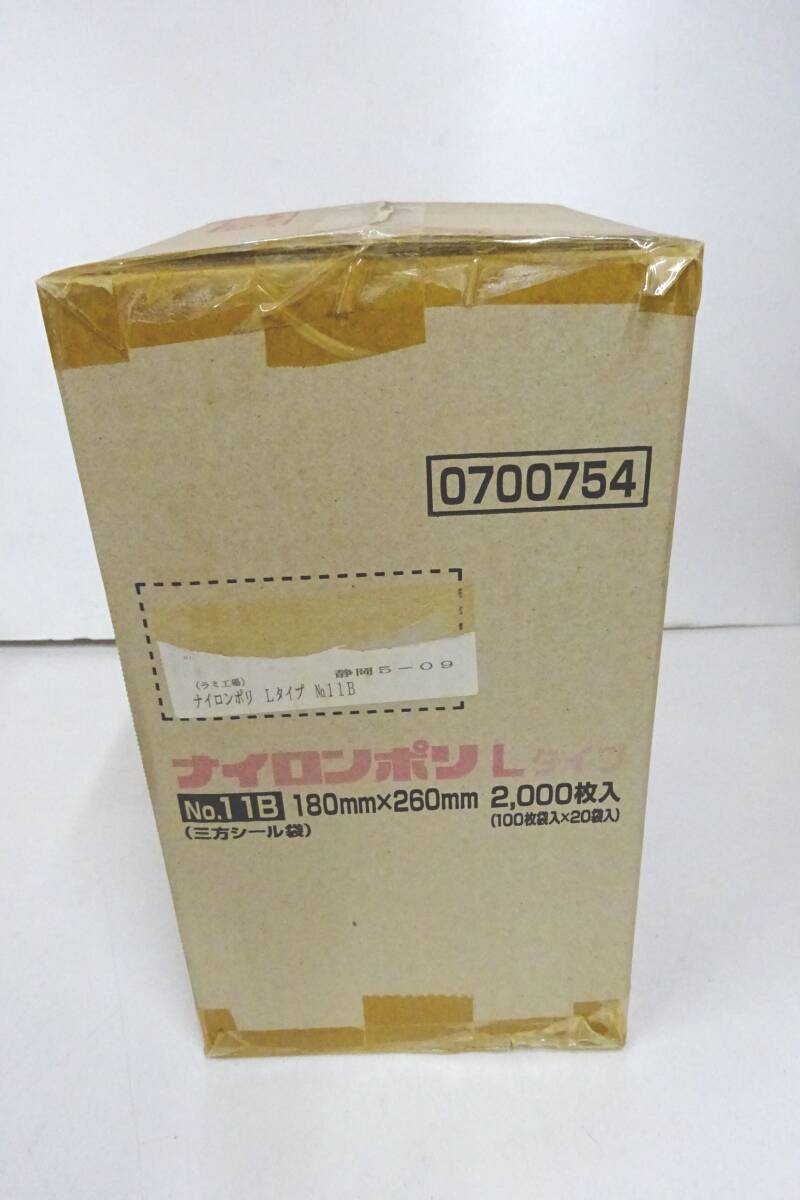 0700754
静岡5-09
(ラミ工場)
ナイロンポリ Lタイプ №11B
ナイロンポリ Lタイプ
No.11B 180mm×260mm 2,000枚入
(三方シール袋) (100枚袋入×20袋入)